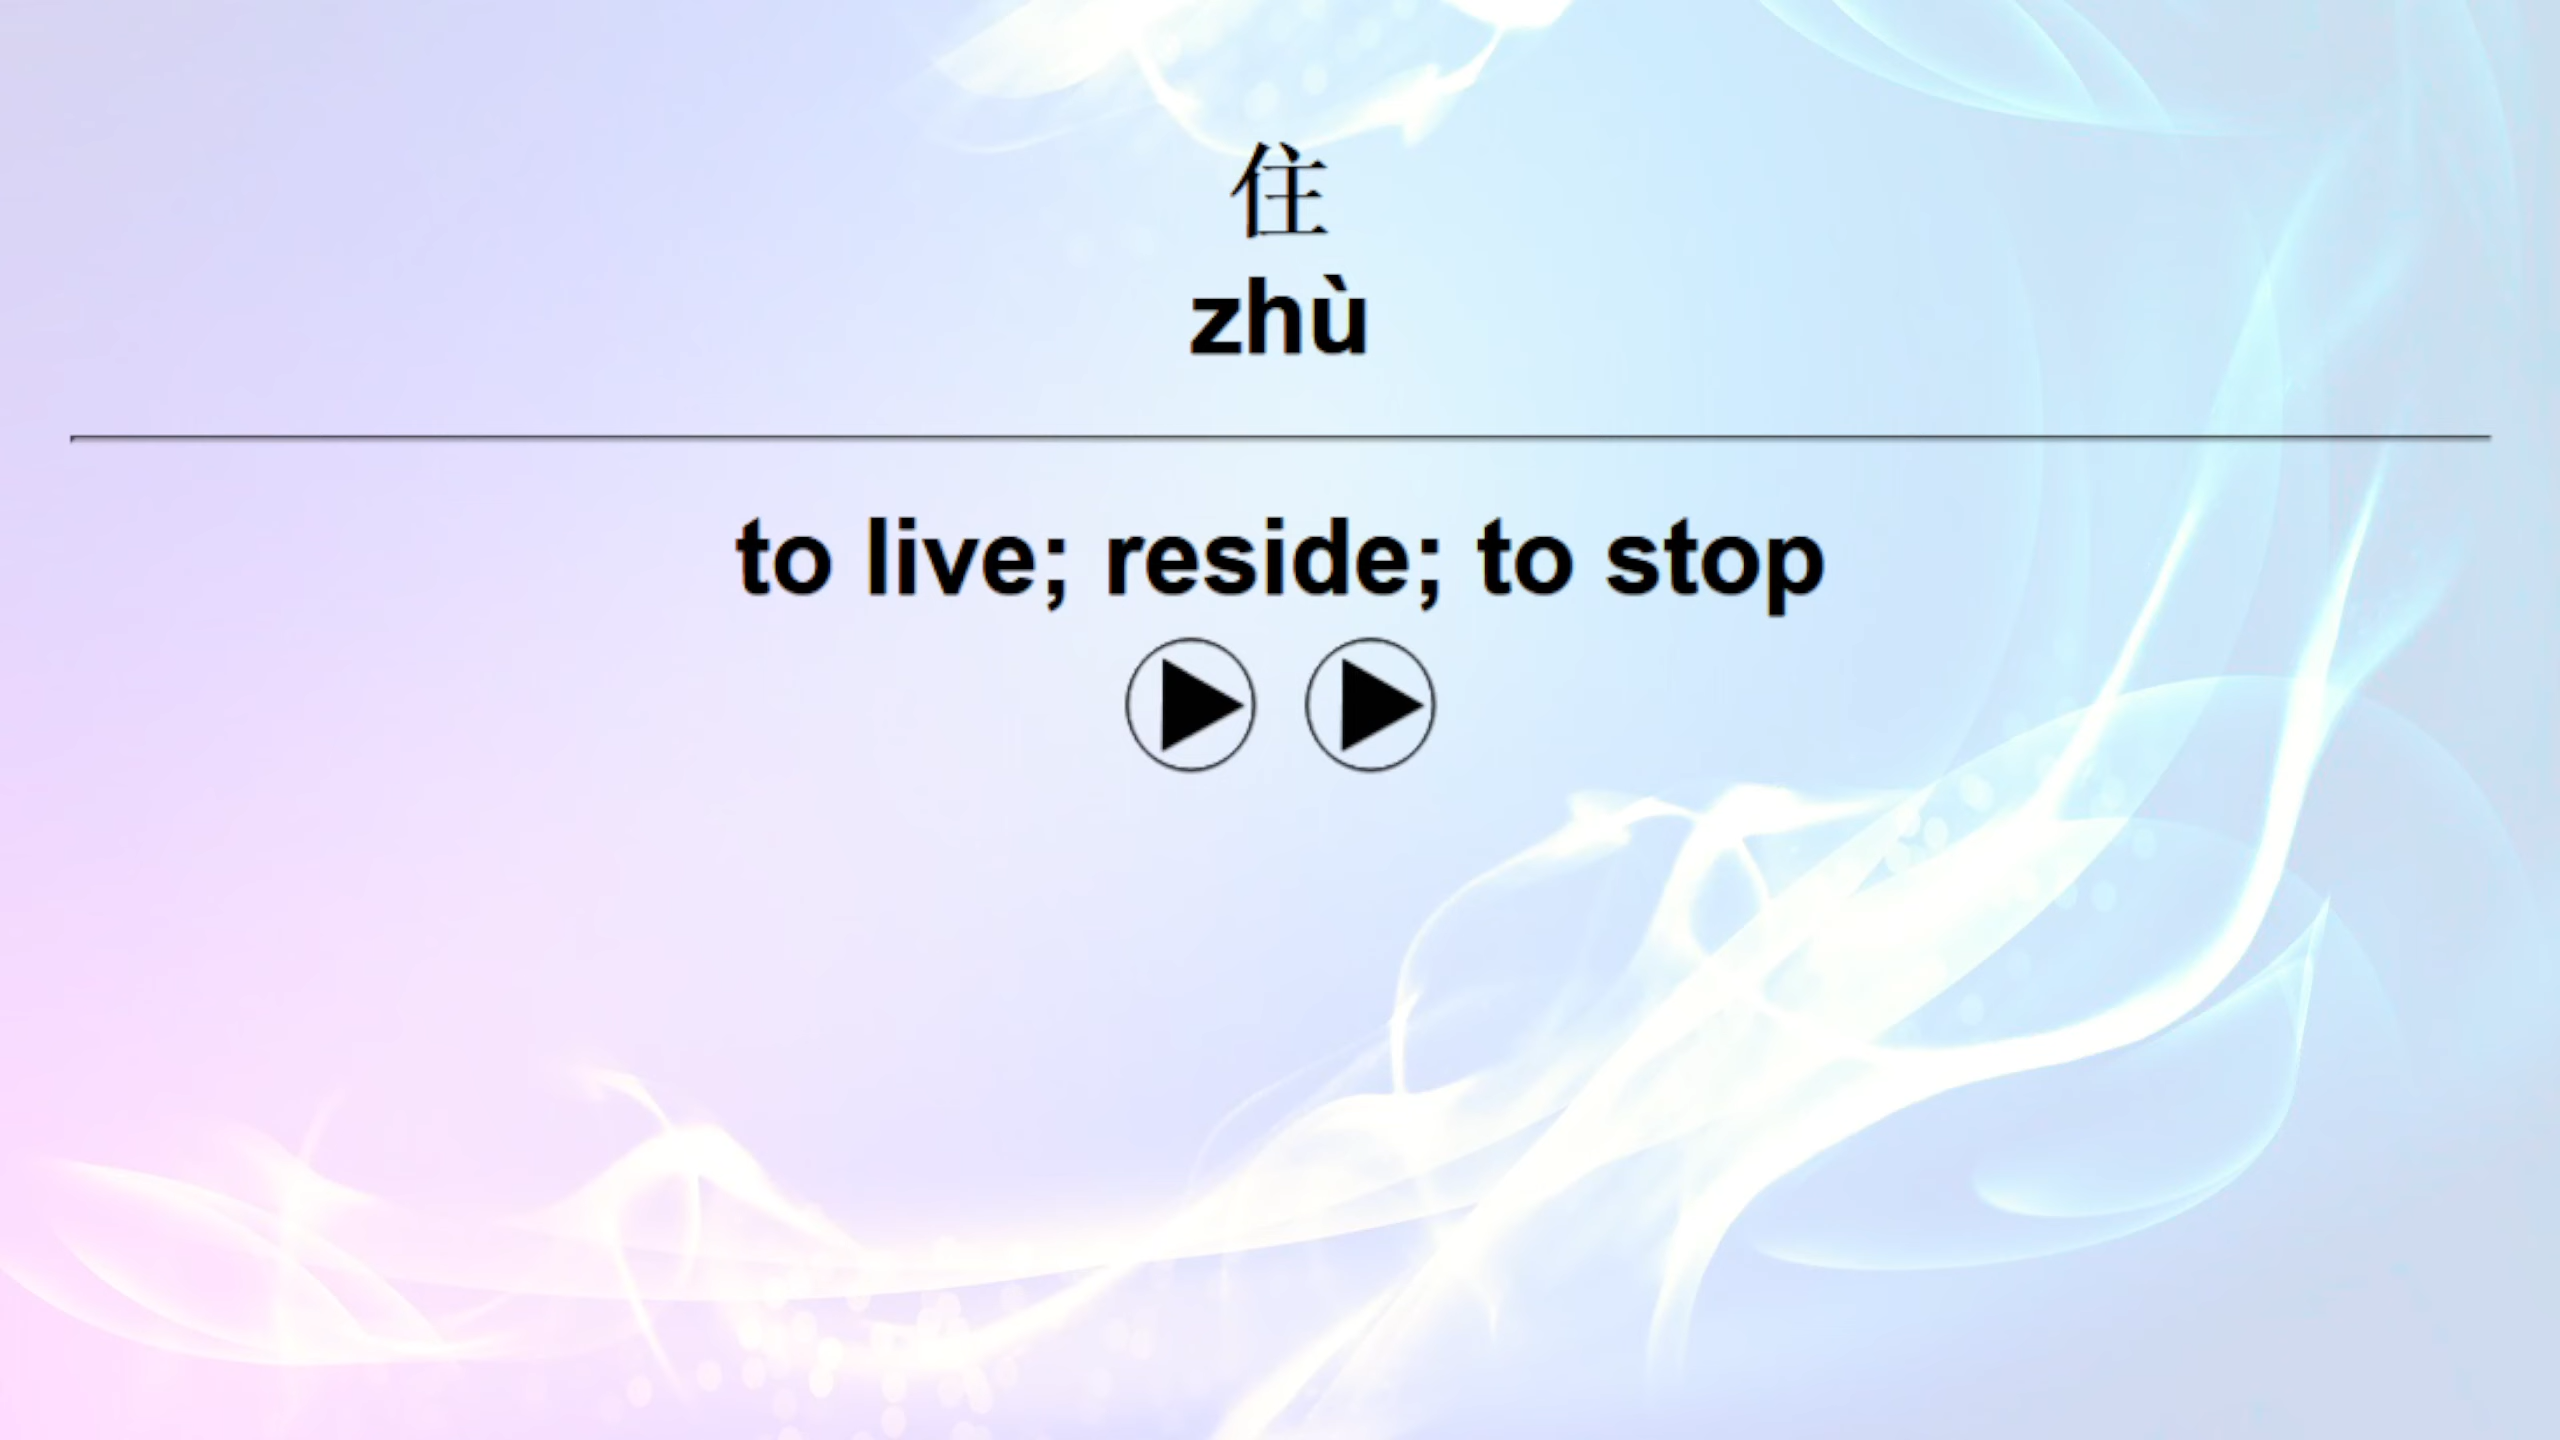 住
zhù
to live; reside; to stop